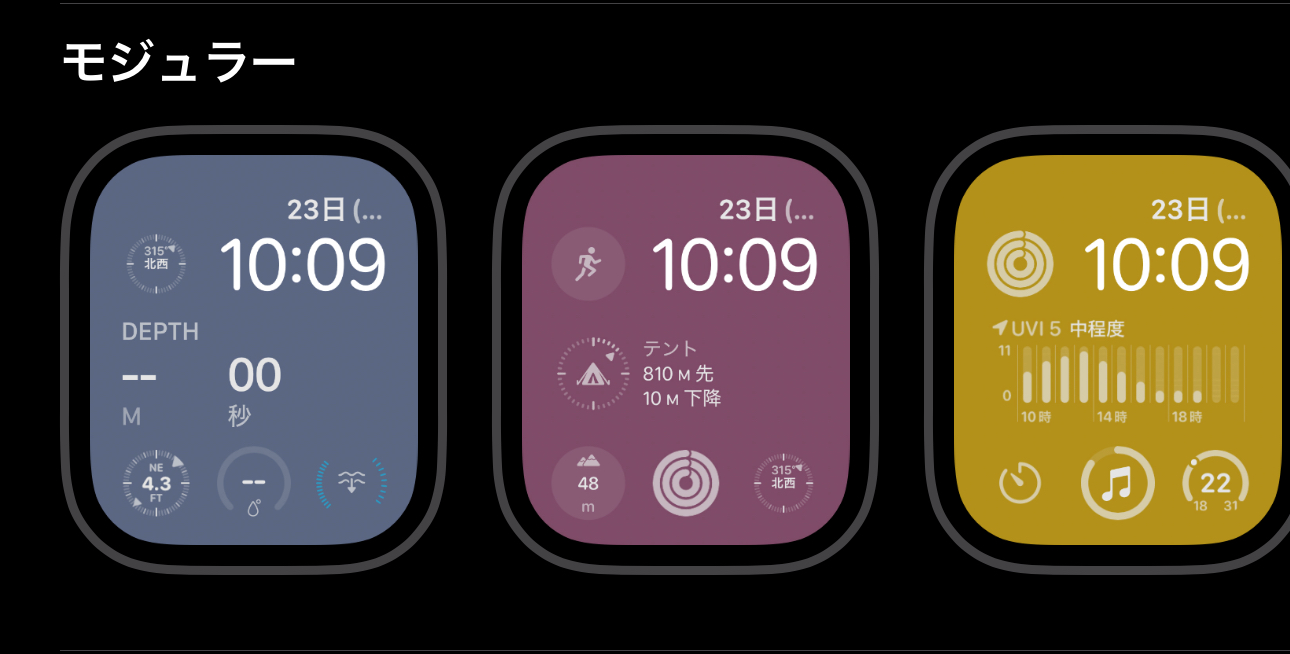 モジュラー
23日 (...
10:09
315°
北西
DEPTH
-- 00
M 秒
NE
4.3
FT
--
23日 (...
10:09
テント
810 M 先
10 M 下降
48
m
315°
北西
23日 (...
10:09
UVI 5 中程度
11
0
10時 14時 18時
22
18 31